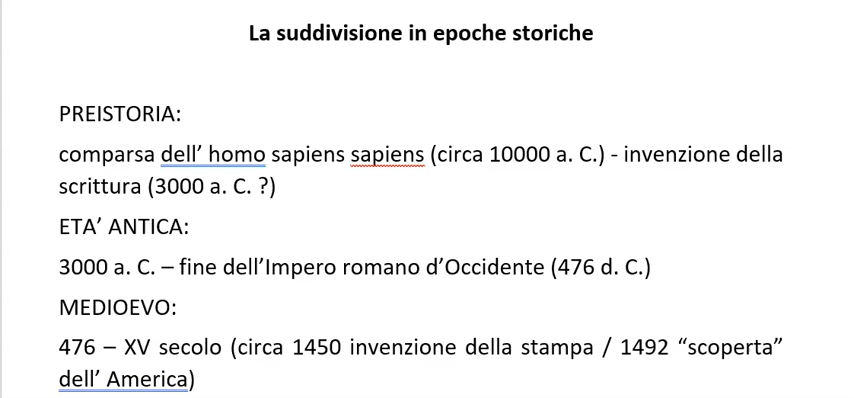 La suddivisione in epoche storiche
PREISTORIA:
comparsa dell’ homo sapiens sapiens (circa 10000 a. C.) - invenzione della
scrittura (3000 a. C. ?)
ETA’ ANTICA:
3000 a. C. – fine dell’Impero romano d’Occidente (476 d. C.)
MEDIOEVO:
476 – XV secolo (circa 1450 invenzione della stampa / 1492 “scoperta”
dell’ America)